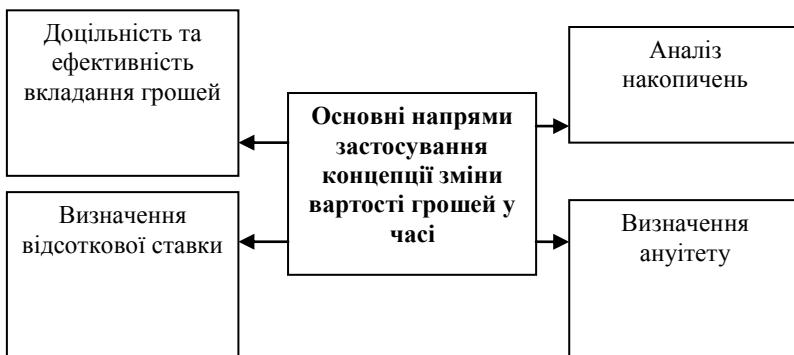 Доцільність та
ефективність
вкладання грошей
Основні напрями
застосування
концепції зміни
вартості грошей у
часі
Аналіз
накопичень
Визначення
відсоткової ставки
Визначення
ануітету